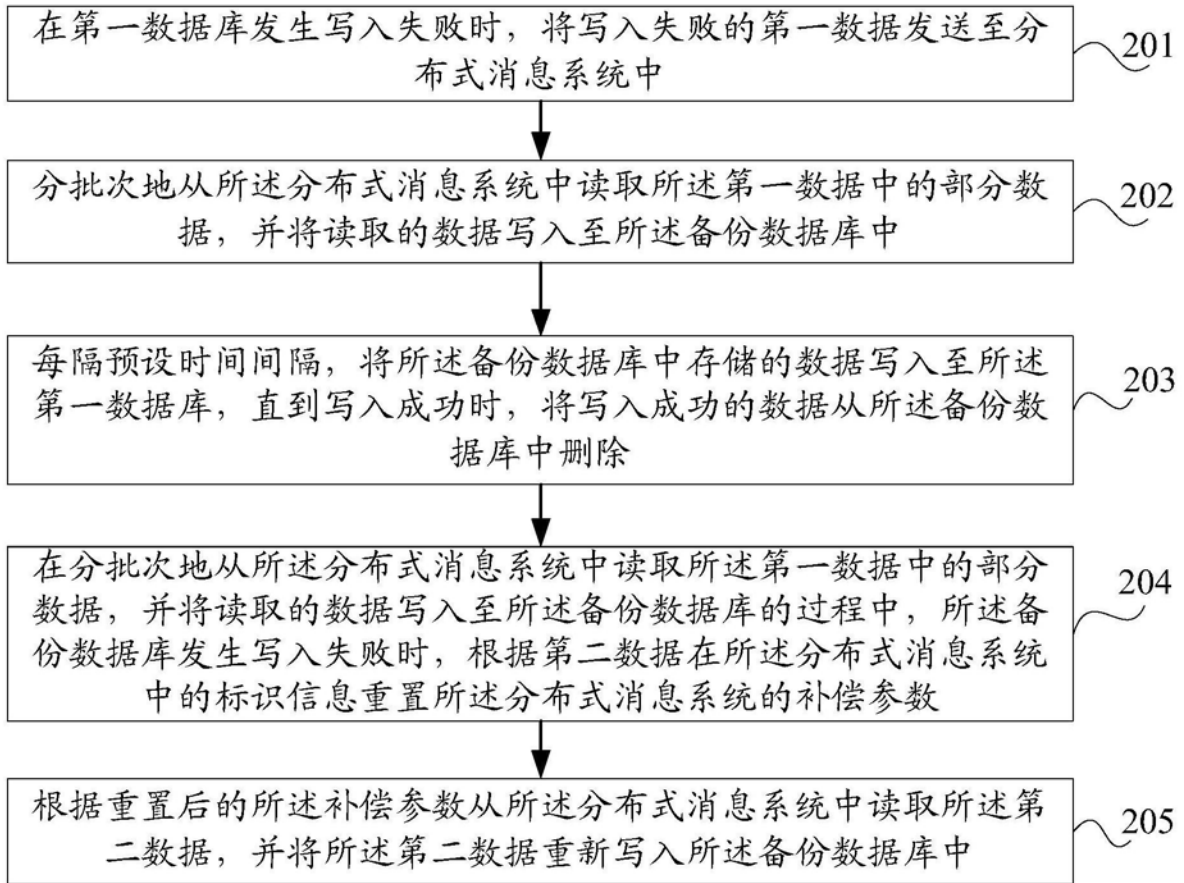 在第一数据库发生写入失败时，将写入失败的第一数据发送至分
布式消息系统中
201
分批次地从所述分布式消息系统中读取所述第一数据中的部分数
据，并将读取的数据写入至所述备份数据库中
202
每隔预设时间间隔，将所述备份数据库中存储的数据写入至所述
第一数据库，直到写入成功时，将写入成功的数据从所述备份数
据库中删除
203
在分批次地从所述分布式消息系统中读取所述第一数据中的部分
数据，并将读取的数据写入至所述备份数据库的过程中，所述备
份数据库发生写入失败时，根据第二数据在所述分布式消息系统
中的标识信息重置所述分布式消息系统的补偿参数
204
根据重置后的所述补偿参数从所述分布式消息系统中读取所述第
二数据，并将所述第二数据重新写入所述备份数据库中
205